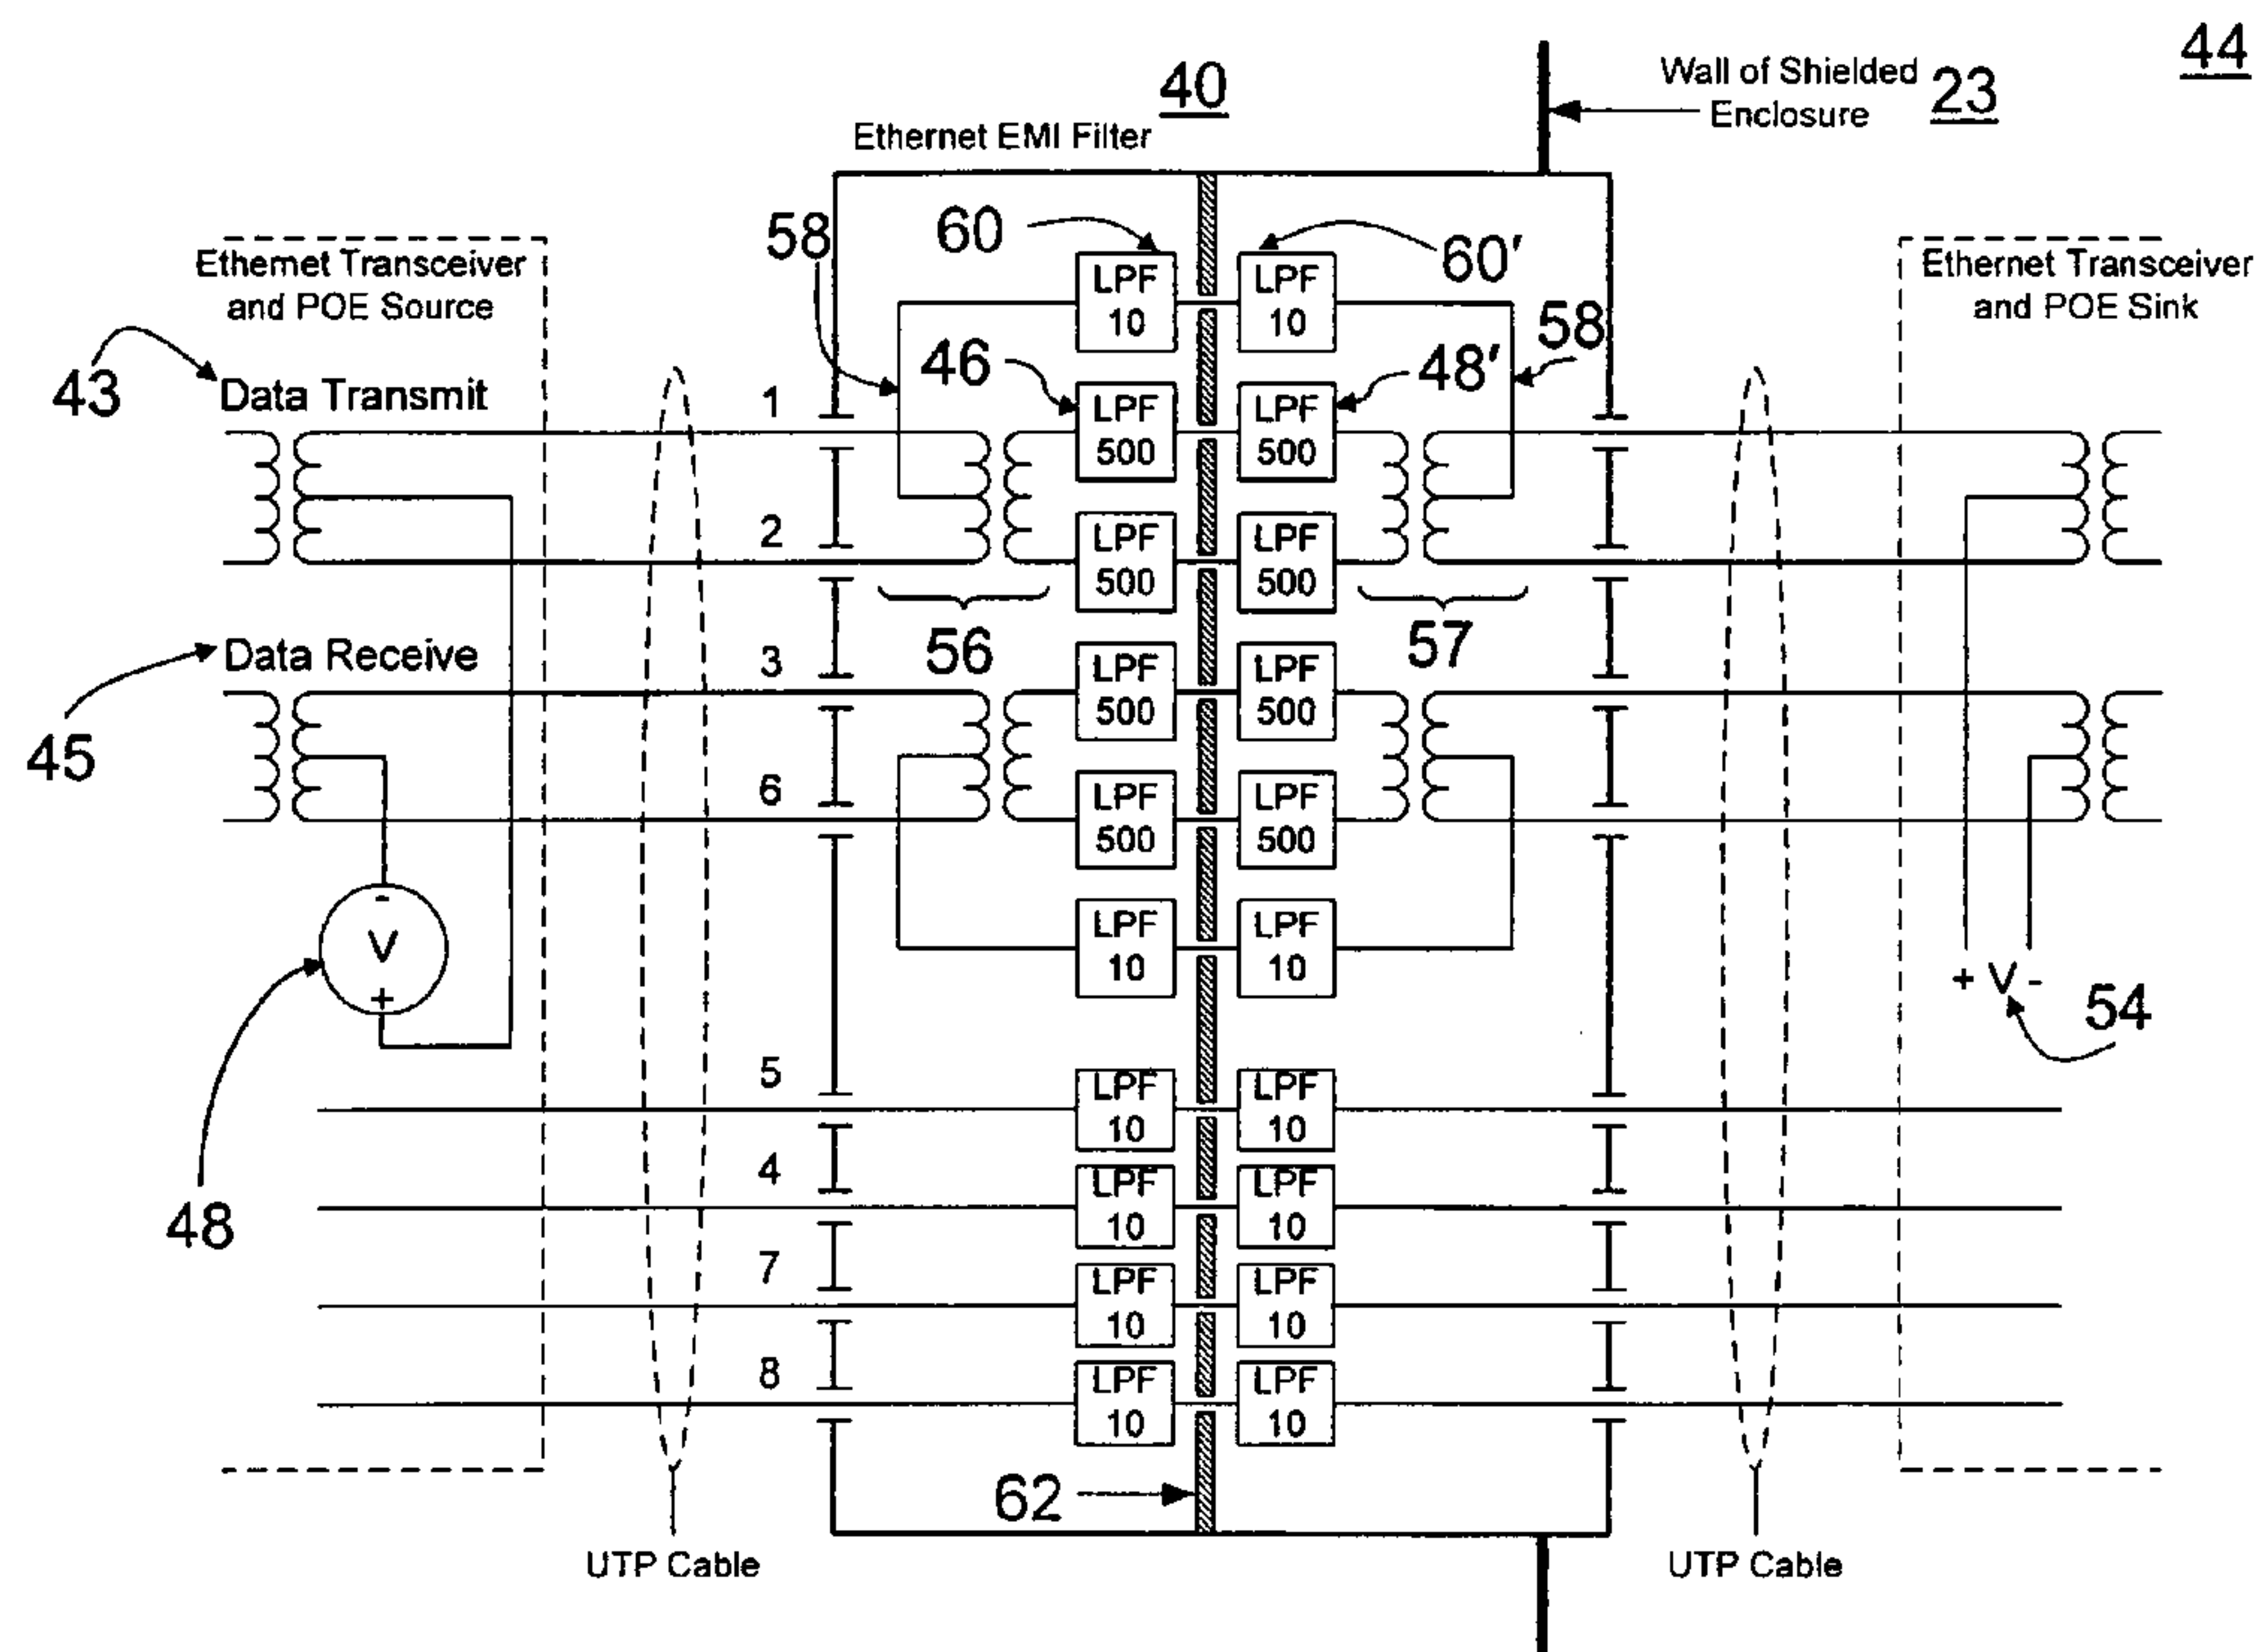 44
Wall of Shielded
Enclosure
23
40
Ethernet EMI Filter
58
60
60'
Ethernet Transceiver
and POE Source
Ethernet Transceiver
and POE Sink
LPF
10
LPF
10
58
46
48'
43
Data Transmit
1
LPF
500
LPF
500
2
LPF
500
LPF
500
56
57
45
Data Receive
3
LPF
500
LPF
500
6
LPF
500
LPF
500
-
V
+
LPF
10
LPF
10
+ V -
54
48
5
LPF
10
LPF
10
4
LPF
10
LPF
10
7
LPF
10
LPF
10
8
LPF
10
LPF
10
62
UTP Cable
UTP Cable